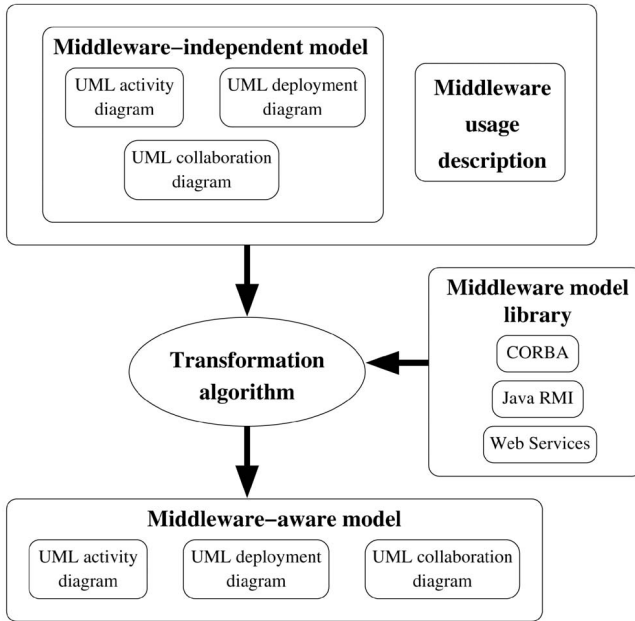 Middleware−independent model
UML activity
diagram
UML deployment
diagram
UML collaboration
diagram
Middleware
usage
description
Middleware model
library
CORBA
Java RMI
Web Services
Transformation
algorithm
Middleware−aware model
UML activity
diagram
UML deployment
diagram
UML collaboration
diagram